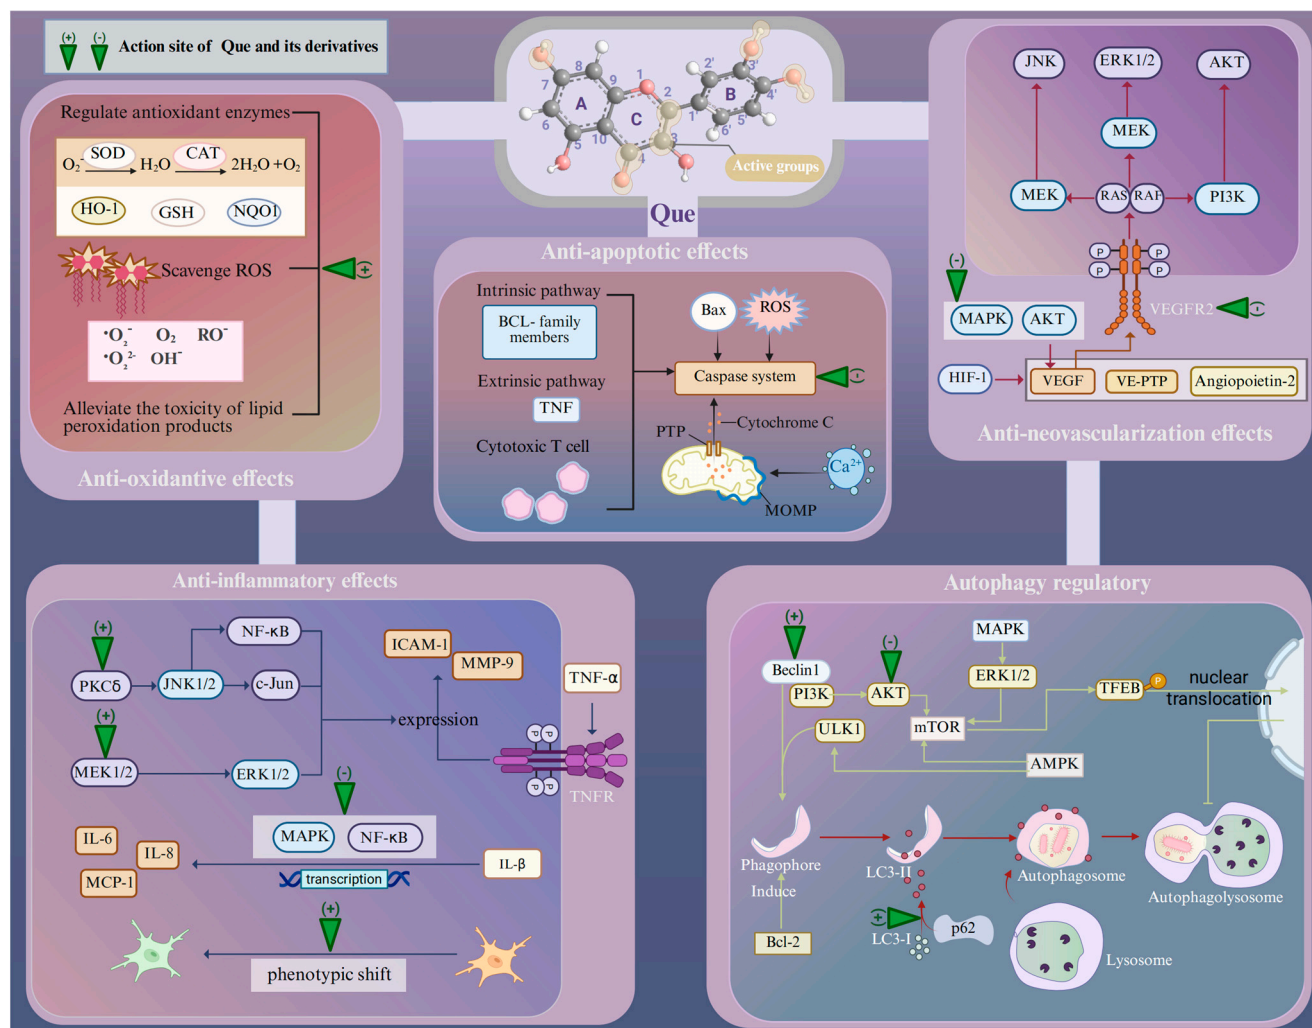 (+) (-)
Action site of Que and its derivatives
Regulate antioxidant enzymes
O₂⁻ SOD H₂O CAT 2H₂O +O₂
HO-1 GSH NQO1
Scavenge ROS
(+)
•O₂⁻ O₂ RO⁻
•O₂²⁻ OH⁻
Alleviate the toxicity of lipid
peroxidation products
Anti-oxidantive effects
8 1 2' 3'
7 9 2 B 4'
A C 1' 5'
6 5 10 4 3 6'
Active groups
Que
Anti-apoptotic effects
Intrinsic pathway
BCL- family
members
Extrinsic pathway
TNF
Cytotoxic T cell
Bax ROS
Caspase system
(-)
Cytochrome C
PTP
Ca²⁺
MOMP
JNK ERK1/2 AKT
MEK
MEK RAS RAF PI3K
P P
P P
(-)
VEGFR2
(-)
MAPK AKT
HIF-1 VEGF VE-PTP Angiopoietin-2
Anti-neovascularization effects
Anti-inflammatory effects
(+)
NF-κB
PKCδ JNK1/2 c-Jun
(+)
MEK1/2 ERK1/2
ICAM-1
MMP-9
expression
TNF-α
P P
P P
TNFR
(-)
MAPK NF-κB
IL-6
IL-8
MCP-1
IL-β
transcription
(+)
phenotypic shift
Autophagy regulatory
(+)
(-)
MAPK
Beclin1
PI3K AKT ERK1/2
TFEB P
nuclear
translocation
ULK1 mTOR
AMPK
Phagophore
LC3-II
Autophagosome
Autophagolysosome
Induce
Bcl-2
(+)
LC3-I
p62
Lysosome